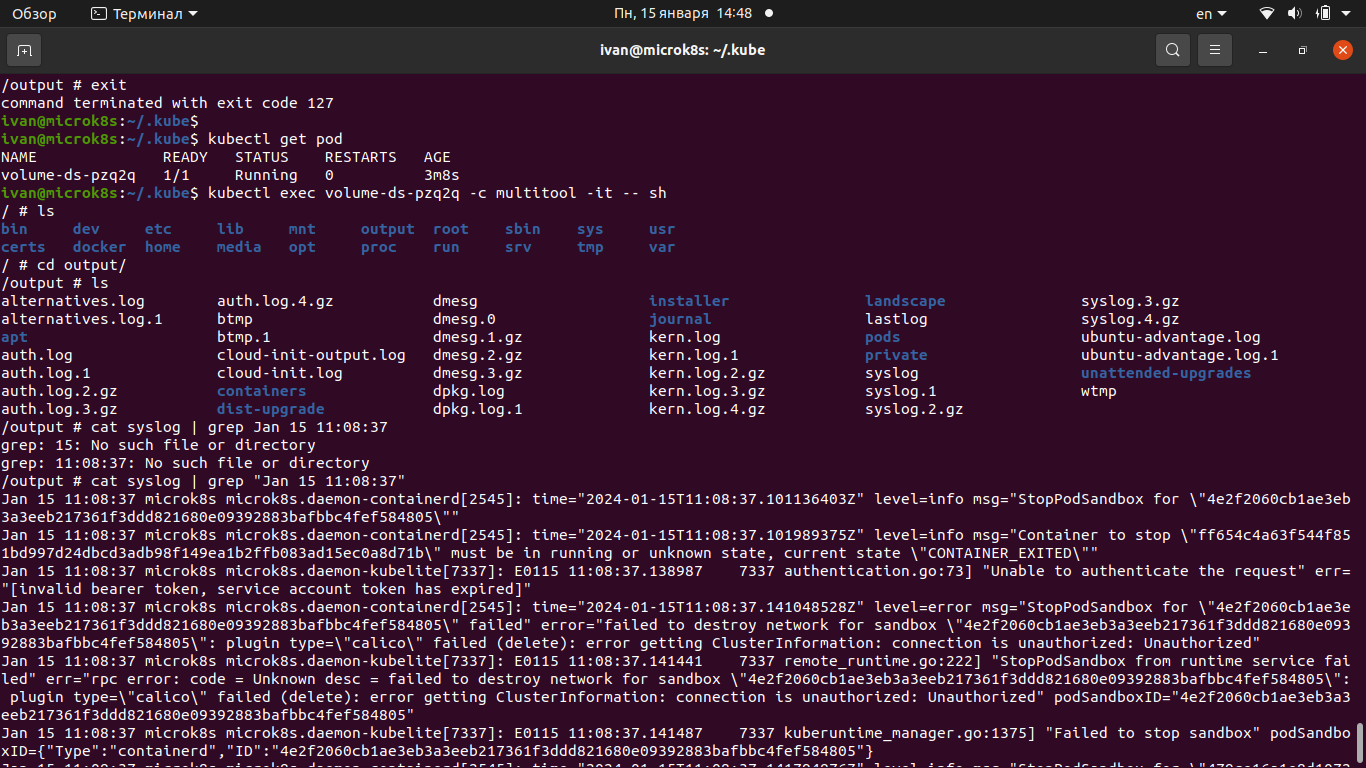 Обзор Терминал Пн, 15 января 14:48 en
ivan@microk8s: ~/.kube
/output # exit
command terminated with exit code 127
ivan@microk8s:~/.kube$
ivan@microk8s:~/.kube$ kubectl get pod
NAME READY STATUS RESTARTS AGE
volume-ds-pzq2q 1/1 Running 0 3m8s
ivan@microk8s:~/.kube$ kubectl exec volume-ds-pzq2q -c multitool -it -- sh
/ # ls
bin dev etc lib mnt output root sbin sys usr
certs docker home media opt proc run srv tmp var
/ # cd output/
/output # ls
alternatives.log auth.log.4.gz dmesg installer landscape syslog.3.gz
alternatives.log.1 btmp dmesg.0 journal lastlog syslog.4.gz
apt btmp.1 dmesg.1.gz kern.log pods ubuntu-advantage.log
auth.log cloud-init-output.log dmesg.2.gz kern.log.1 private ubuntu-advantage.log.1
auth.log.1 cloud-init.log dmesg.3.gz kern.log.2.gz syslog unattended-upgrades
auth.log.2.gz containers dpkg.log kern.log.3.gz syslog.1 wtmp
auth.log.3.gz dist-upgrade dpkg.log.1 kern.log.4.gz syslog.2.gz
/output # cat syslog | grep Jan 15 11:08:37
grep: 15: No such file or directory
grep: 11:08:37: No such file or directory
/output # cat syslog | grep "Jan 15 11:08:37"
Jan 15 11:08:37 microk8s microk8s.daemon-containerd[2545]: time="2024-01-15T11:08:37.101136403Z" level=info msg="StopPodSandbox for \"4e2f2060cb1ae3eb
3a3eeb217361f3ddd821680e09392883bafbbc4fef584805\""
Jan 15 11:08:37 microk8s microk8s.daemon-containerd[2545]: time="2024-01-15T11:08:37.101989375Z" level=info msg="Container to stop \"ff654c4a63f544f85
1bd997d24dbcd3adb98f149ea1b2ffb083ad15ec0a8d71b\" must be in running or unknown state, current state \"CONTAINER_EXITED\""
Jan 15 11:08:37 microk8s microk8s.daemon-kubelite[7337]: E0115 11:08:37.138987 7337 authentication.go:73] "Unable to authenticate the request" err=
"[invalid bearer token, service account token has expired]"
Jan 15 11:08:37 microk8s microk8s.daemon-containerd[2545]: time="2024-01-15T11:08:37.141048528Z" level=error msg="StopPodSandbox for \"4e2f2060cb1ae3e
b3a3eeb217361f3ddd821680e09392883bafbbc4fef584805\" failed" error="failed to destroy network for sandbox \"4e2f2060cb1ae3eb3a3eeb217361f3ddd821680e093
92883bafbbc4fef584805\": plugin type=\"calico\" failed (delete): error getting ClusterInformation: connection is unauthorized: Unauthorized"
Jan 15 11:08:37 microk8s microk8s.daemon-kubelite[7337]: E0115 11:08:37.141441 7337 remote_runtime.go:222] "StopPodSandbox from runtime service fai
led" err="rpc error: code = Unknown desc = failed to destroy network for sandbox \"4e2f2060cb1ae3eb3a3eeb217361f3ddd821680e09392883bafbbc4fef584805\":
plugin type=\"calico\" failed (delete): error getting ClusterInformation: connection is unauthorized: Unauthorized" podSandboxID="4e2f2060cb1ae3eb3a3
eeb217361f3ddd821680e09392883bafbbc4fef584805"
Jan 15 11:08:37 microk8s microk8s.daemon-kubelite[7337]: E0115 11:08:37.141487 7337 kuberuntime_manager.go:1375] "Failed to stop sandbox" podSandbo
xID={"Type":"containerd","ID":"4e2f2060cb1ae3eb3a3eeb217361f3ddd821680e09392883bafbbc4fef584805"}